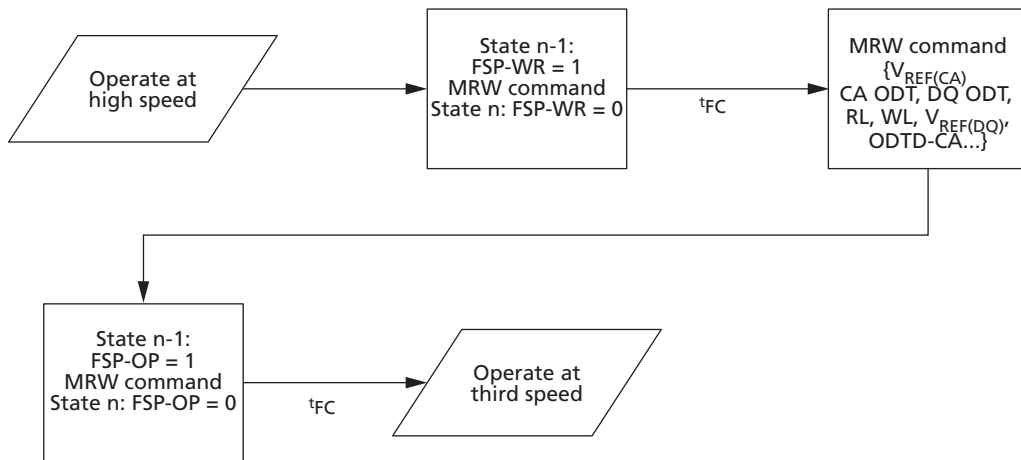 Operate at
high speed
State n-1:
FSP-WR = 1
MRW command
State n: FSP-WR = 0
tFC
MRW command
{VREF(CA)
CA ODT, DQ ODT,
RL, WL, VREF(DQ),
ODTD-CA...}
State n-1:
FSP-OP = 1
MRW command
State n: FSP-OP = 0
tFC
Operate at
third speed